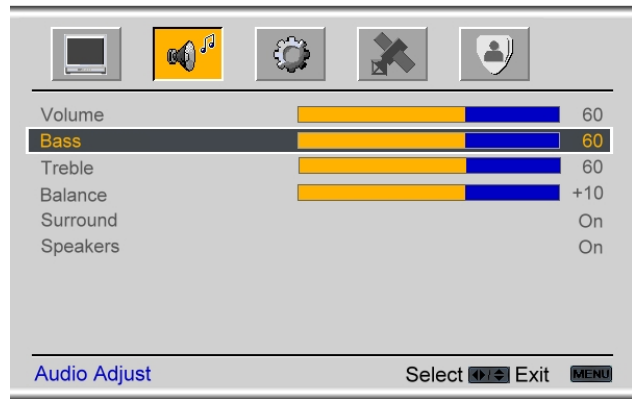 Volume 60
Bass 60
Treble 60
Balance +10
Surround On
Speakers On
Audio Adjust Select Exit MENU